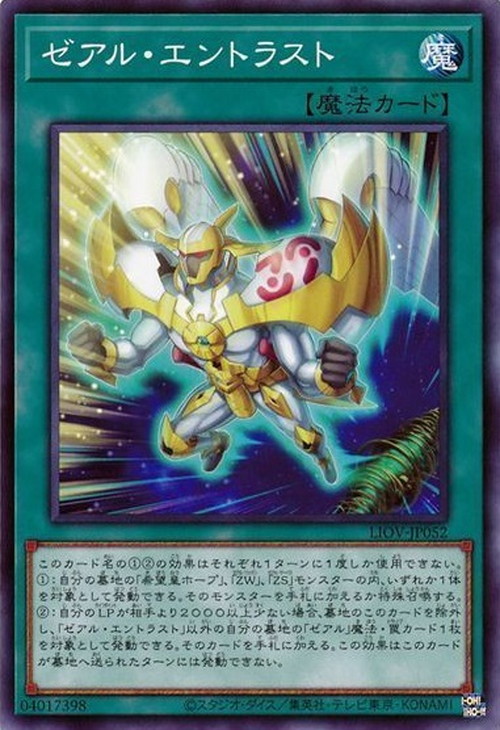 ゼアル・エントラスト
魔
【魔法カード】
LIOV-JP052
このカード名の①②の効果はそれぞれ1ターンに1度しか使用できない。
①:自分の墓地の「希望皇ホープ」、「ZW」、「ZS」モンスターの内、いずれか1体
を対象として発動できる。そのモンスターを手札に加えるか特殊召喚する。
②:自分のLPが相手より2000以上少ない場合、墓地のこのカードを除外
し、「ゼアル・エントラスト」以外の自分の墓地の「ゼアル」魔法・罠カード1枚
を対象として発動できる。そのカードを手札に加える。この効果はこのカード
が墓地へ送られたターンには発動できない。
04017398
©スタジオ・ダイス/集英社・テレビ東京・KONAMI